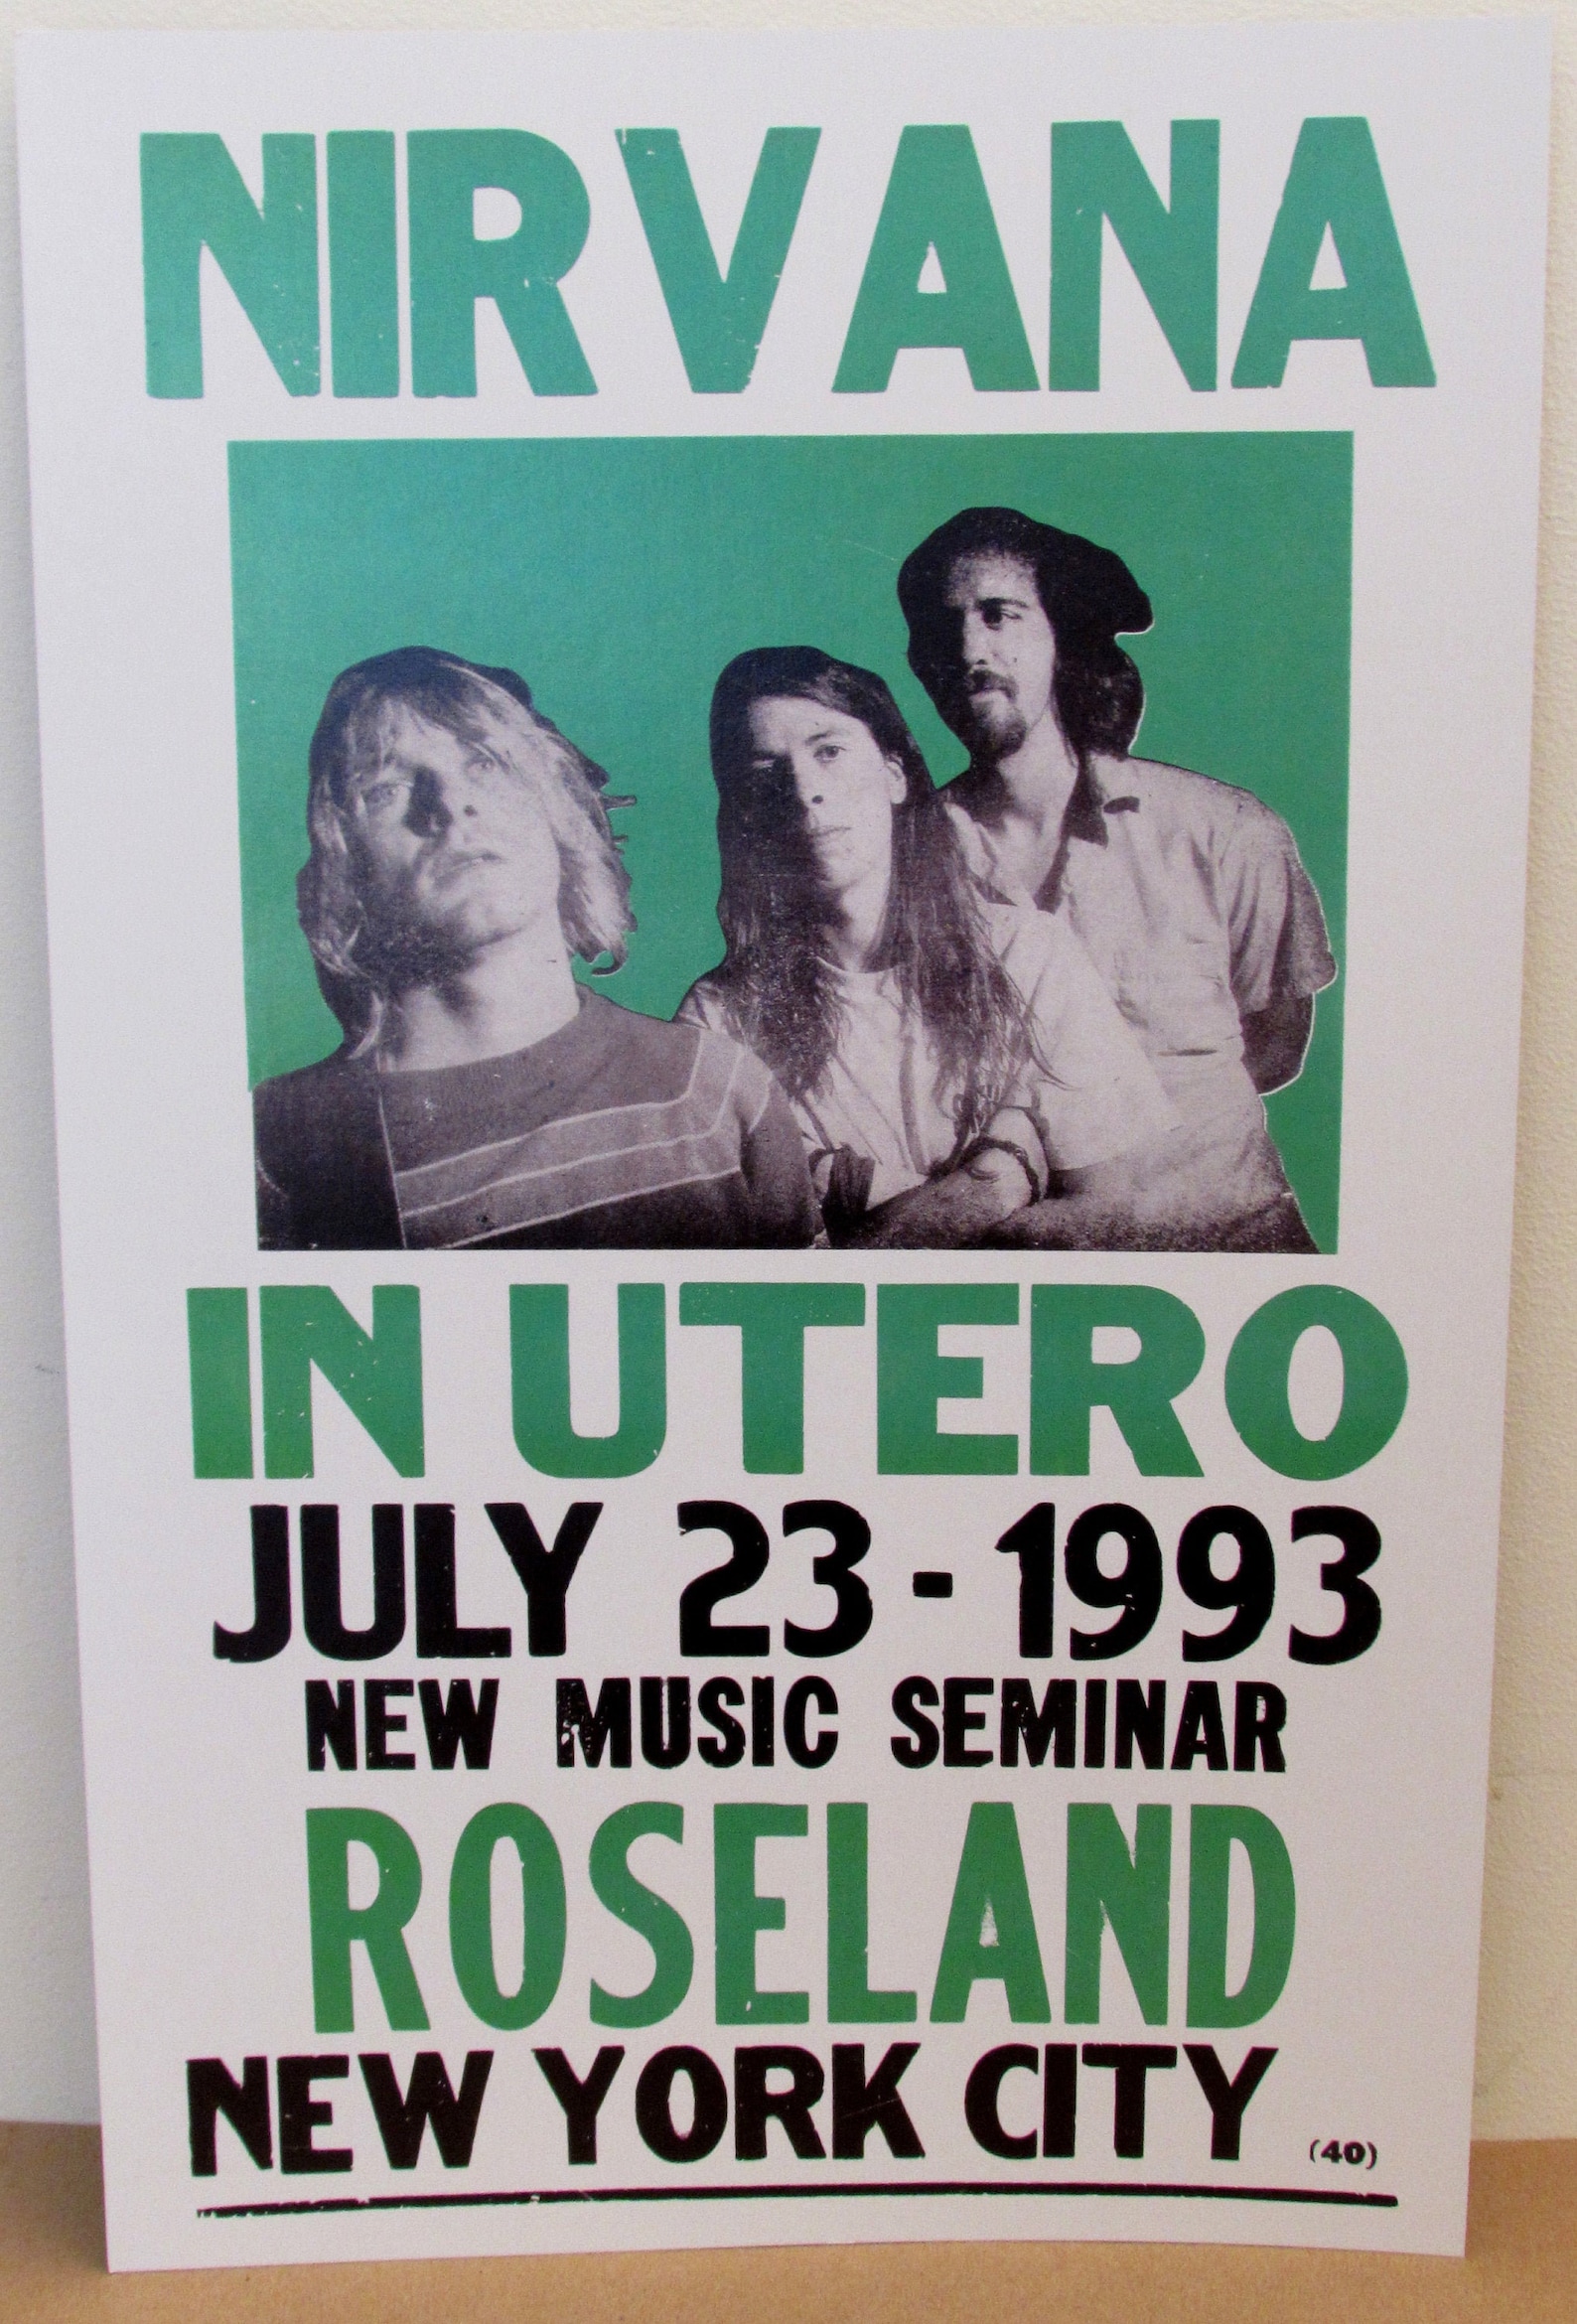 NIRVANA
IN UTERO
JULY 23-1993
NEW MUSIC SEMINAR
ROSELAND
NEW YORK CITY (40)